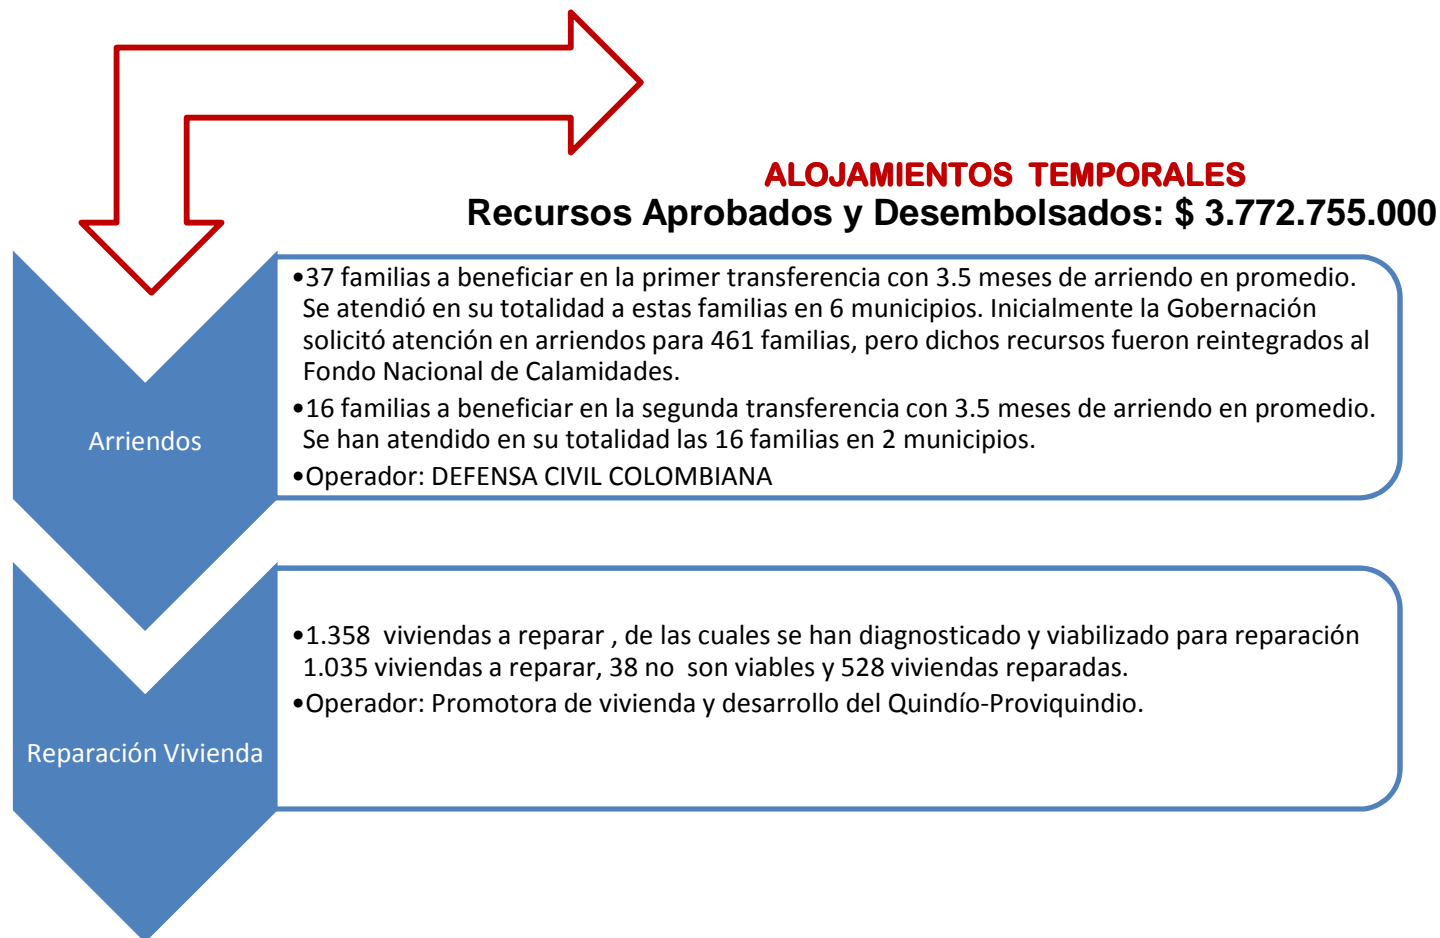 ALOJAMIENTOS TEMPORALES
Recursos Aprobados y Desembolsados: $ 3.772.755.000
Arriendos
•37 familias a beneficiar en la primer transferencia con 3.5 meses de arriendo en promedio.
Se atendió en su totalidad a estas familias en 6 municipios. Inicialmente la Gobernación
solicitó atención en arriendos para 461 familias, pero dichos recursos fueron reintegrados al
Fondo Nacional de Calamidades.
•16 familias a beneficiar en la segunda transferencia con 3.5 meses de arriendo en promedio.
Se han atendido en su totalidad las 16 familias en 2 municipios.
•Operador: DEFENSA CIVIL COLOMBIANA
Reparación Vivienda
•1.358 viviendas a reparar , de las cuales se han diagnosticado y viabilizado para reparación
1.035 viviendas a reparar, 38 no son viables y 528 viviendas reparadas.
•Operador: Promotora de vivienda y desarrollo del Quindío-Proviquindio.